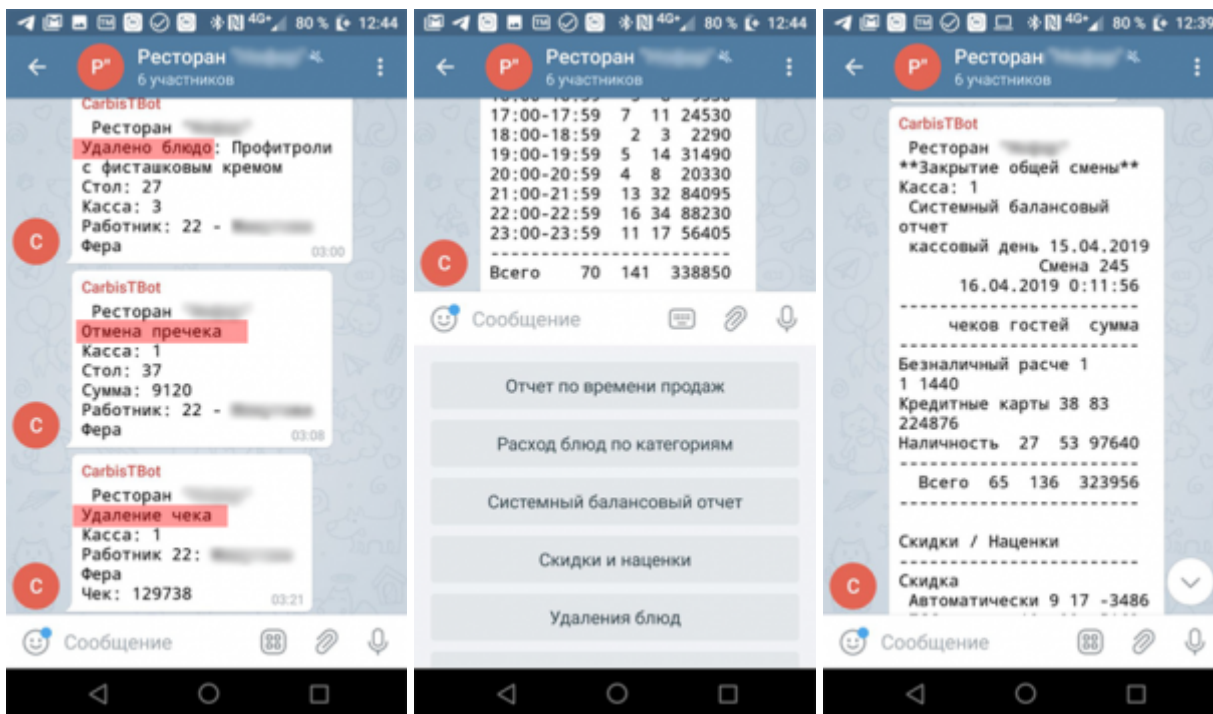 80 % 12:44
Ресторан
6 участников
CarbisTBot
Ресторан
Удалено блюдо: Профитроли
с фисташковым кремом
Стол: 27
Касса: 3
Работник: 22 -
Фера
03:00
C
CarbisTBot
Ресторан
Отмена пречека
Касса: 1
Стол: 37
Сумма: 9120
Работник: 22 -
Фера
03:08
C
CarbisTBot
Ресторан
Удаление чека
Касса: 1
Работник 22:
Фера
Чек: 129738
03:21
C
Сообщение
4G+ 80 % 12:44
Р"
Ресторан
6 участников
17:00-17:59 7 11 24530
18:00-18:59 2 3 2290
19:00-19:59 5 14 31490
20:00-20:59 4 8 20330
21:00-21:59 13 32 84095
22:00-22:59 16 34 88230
23:00-23:59 11 17 56405
Всего 70 141 338850
C
Сообщение
Отчет по времени продаж
Расход блюд по категориям
Системный балансовый отчет
Скидки и наценки
Удаления блюд
4G+ 80 % 12:39
Р"
Ресторан
6 участников
CarbisTBot
Ресторан
**Закрытие общей смены**
Касса: 1
Системный балансовый
отчет
кассовый день 15.04.2019
Смена 245
16.04.2019 0:11:56
чеков гостей сумма
Безналичный расче 1
1 1440
Кредитные карты 38 83
224876
Наличность 27 53 97640
Всего 65 136 323956
Скидки / Наценки
Скидка
Автоматически 9 17 -3486
C
Сообщение